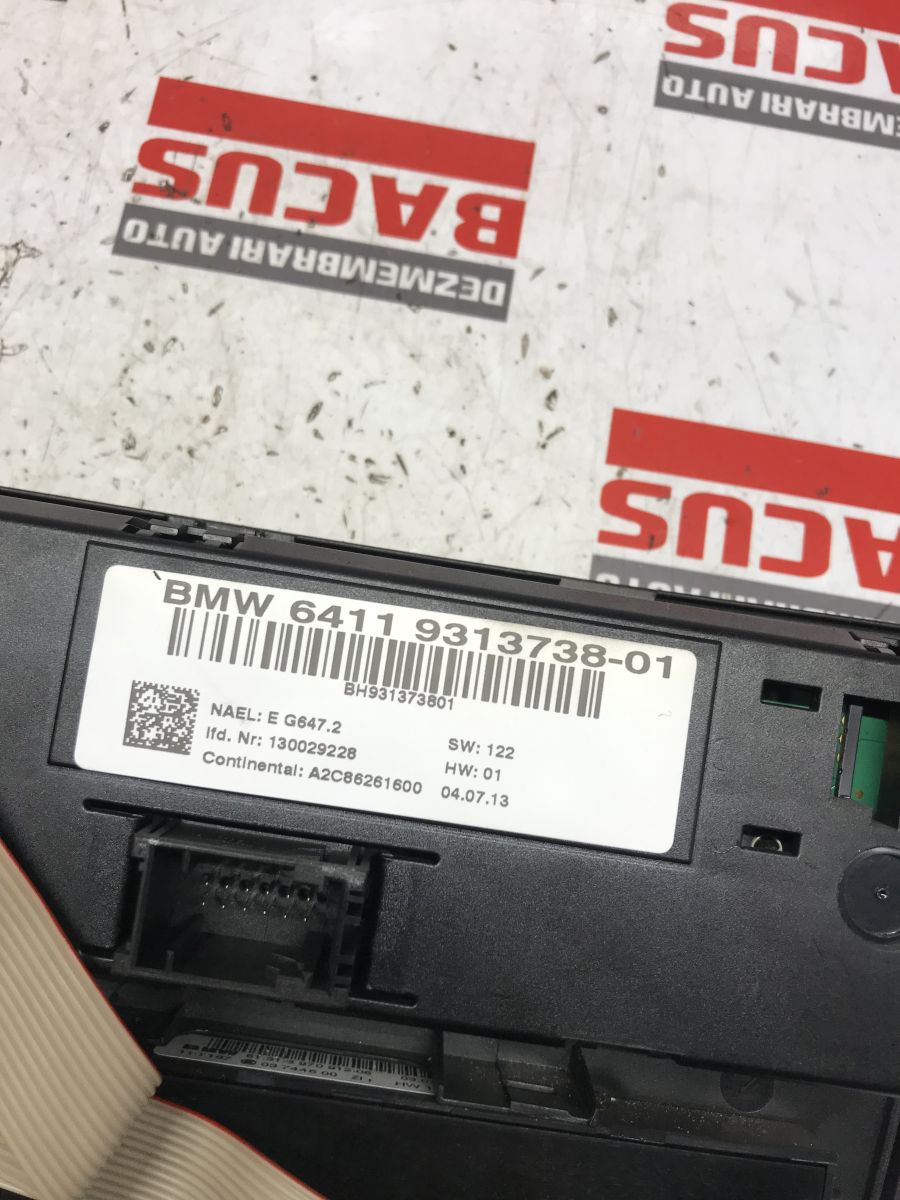 BACUS
DEZMEMBRARI AUTO
BACUS
DEZMEMBRARI AUTO
BACUS
BMW 6411 9313738-01
BH931373801
NAEL: E G647.2
lfd. Nr: 130029228
Continental: A2C86261600
SW: 122
HW: 01
04.07.13